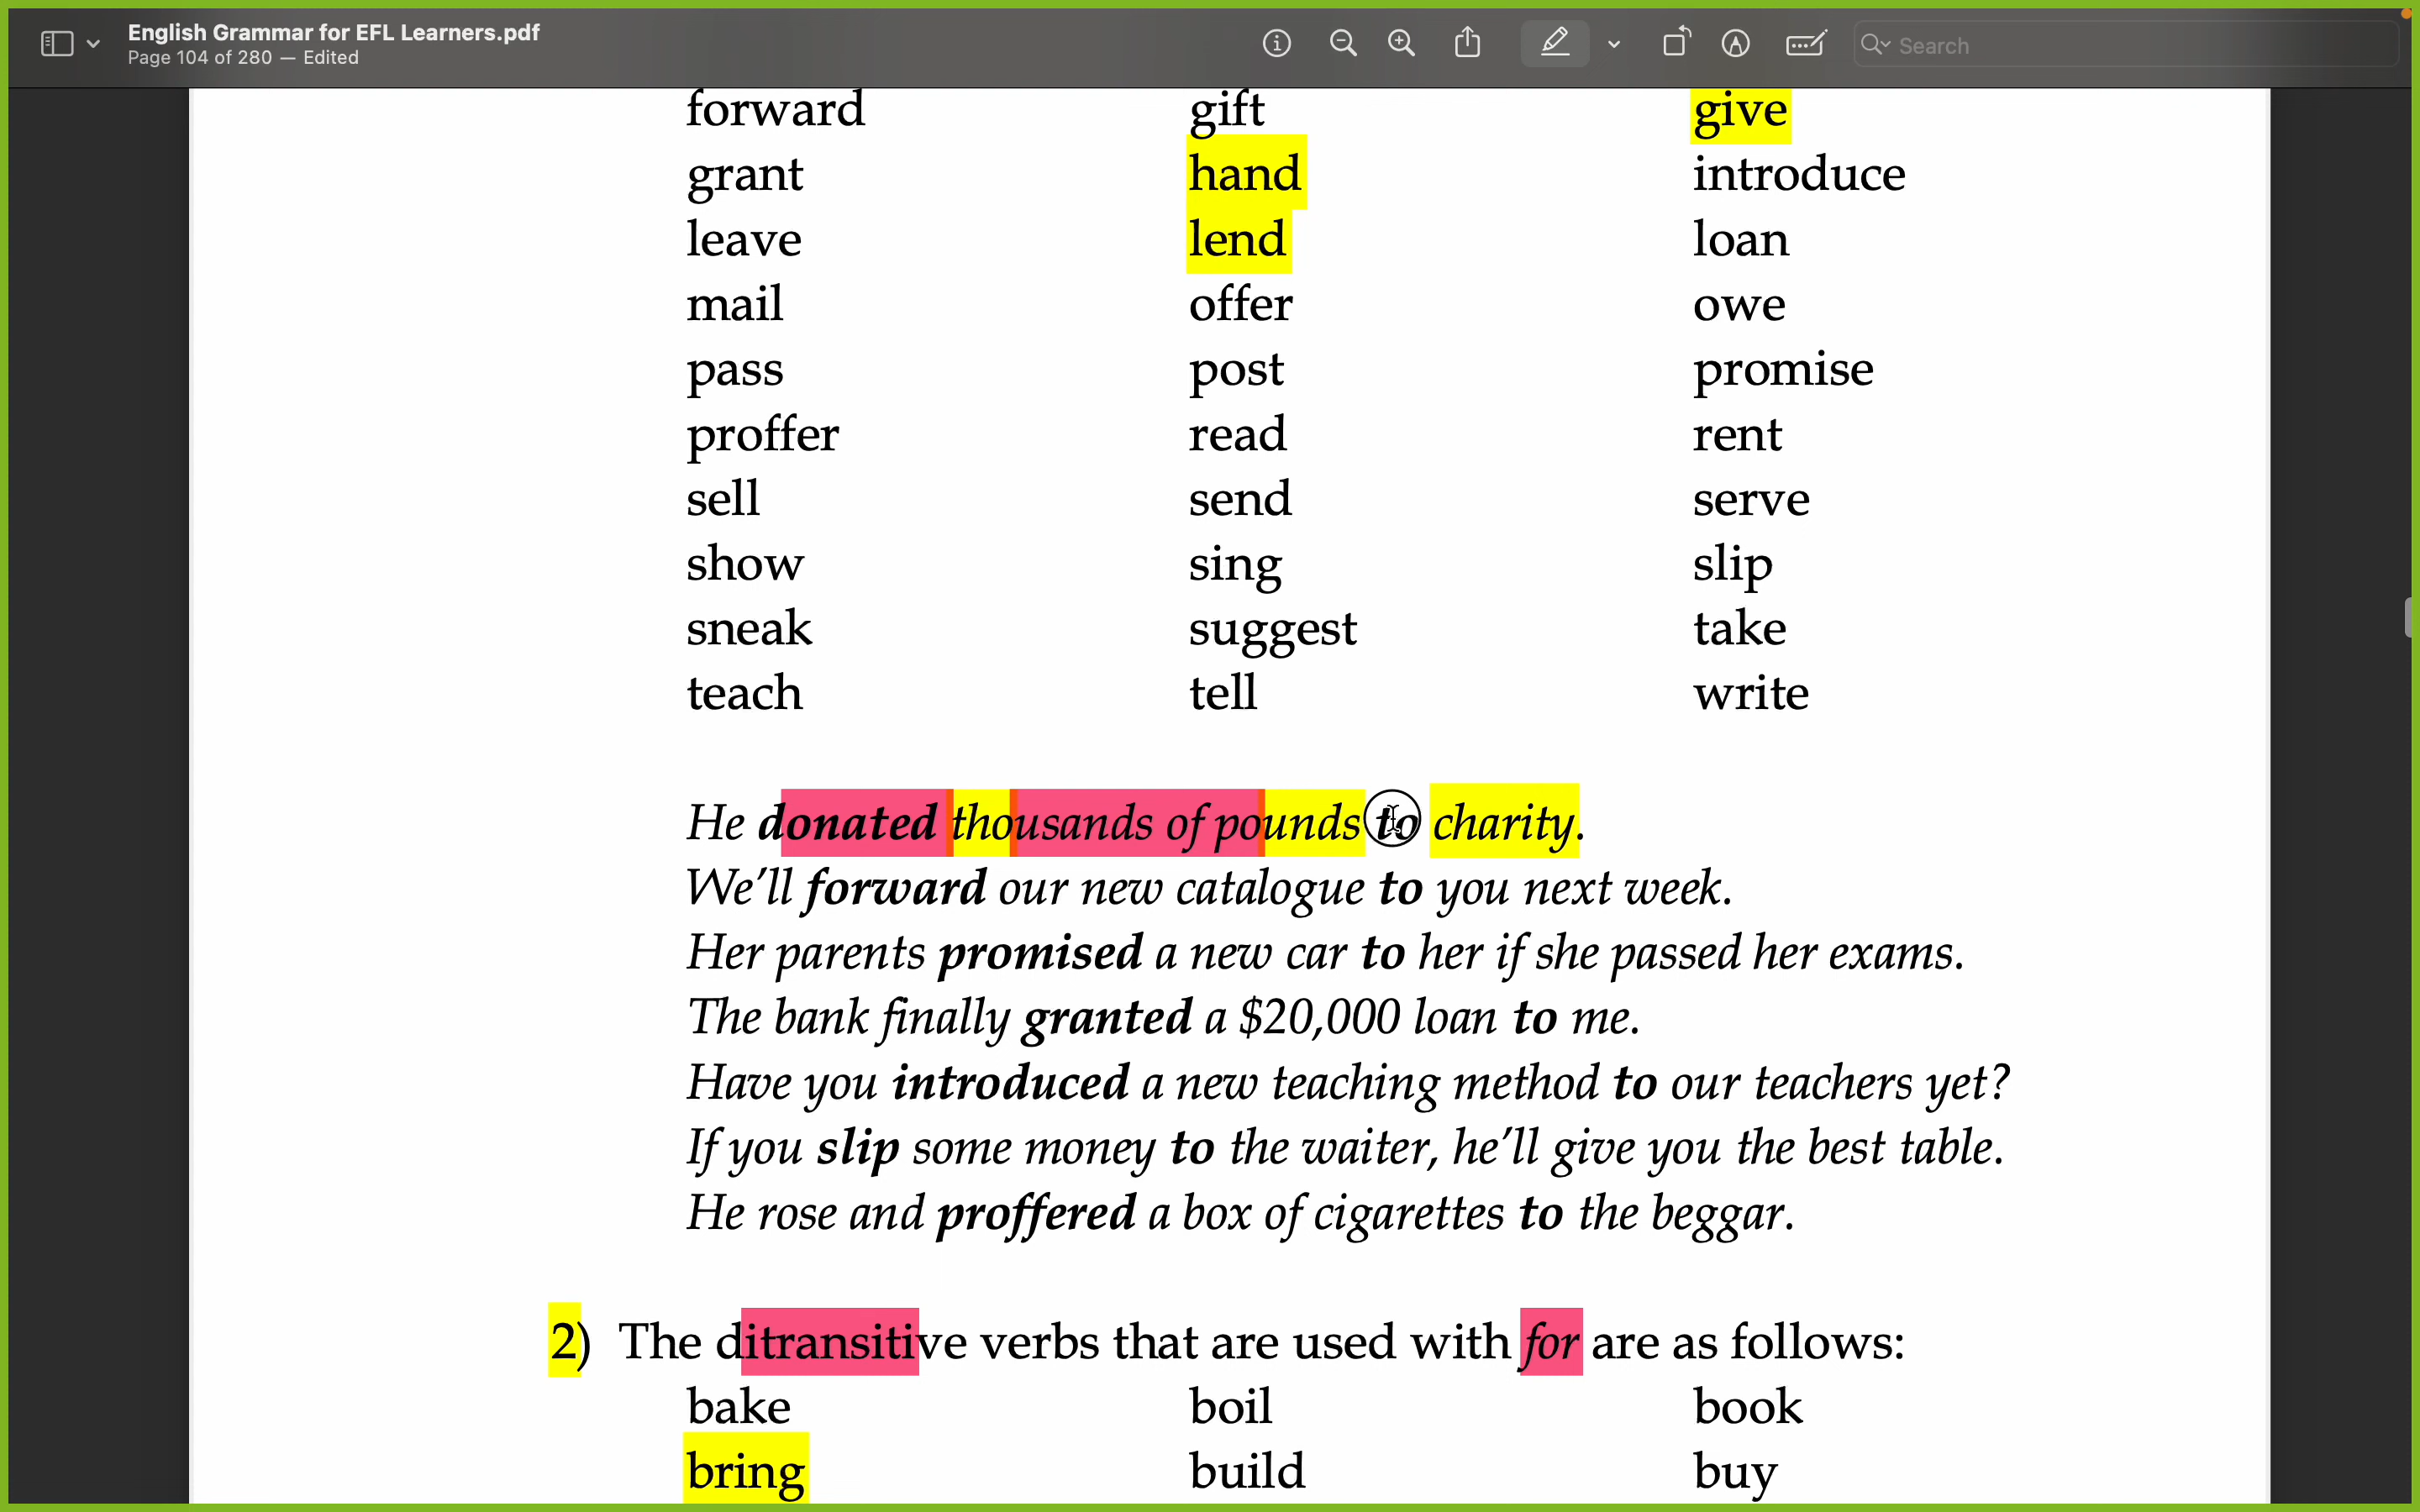 English Grammar for EFL Learners.pdf
Page 104 of 280 — Edited
Search
forward gift give
grant hand introduce
leave lend loan
mail offer owe
pass post promise
proffer read rent
sell send serve
show sing slip
sneak suggest take
teach tell write
He donated thousands of pounds to charity.
We'll forward our new catalogue to you next week.
Her parents promised a new car to her if she passed her exams.
The bank finally granted a $20,000 loan to me.
Have you introduced a new teaching method to our teachers yet?
If you slip some money to the waiter, he'll give you the best table.
He rose and proffered a box of cigarettes to the beggar.
2) The ditransitive verbs that are used with for are as follows:
bake boil book
bring build buy